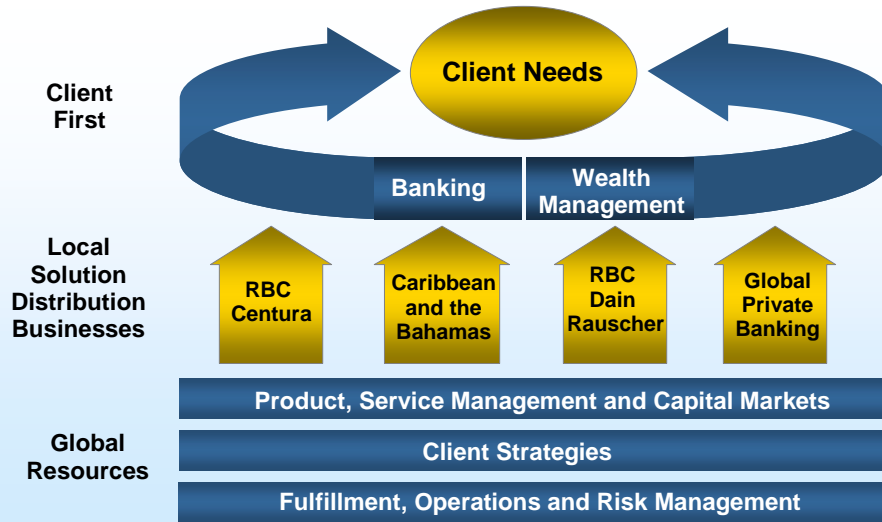 Client
First
Client Needs
Banking
Wealth
Management
Local
Solution
Distribution
Businesses
RBC
Centura
Caribbean
and the
Bahamas
RBC
Dain
Rauscher
Global
Private
Banking
Global
Resources
Product, Service Management and Capital Markets
Client Strategies
Fulfillment, Operations and Risk Management